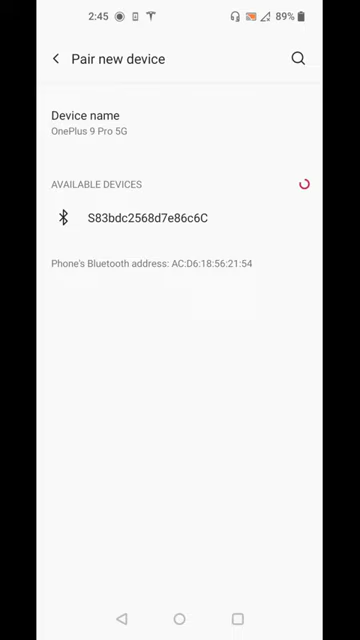 2:45
89%
Pair new device
Device name
OnePlus 9 Pro 5G
AVAILABLE DEVICES
S83bdc2568d7e86c6C
Phone's Bluetooth address: AC:D6:18:56:21:54